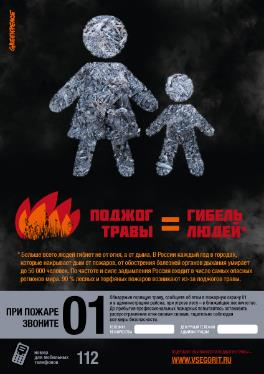 GREENPEACE
ПОДЖОГ = ГИБЕЛЬ
ТРАВЫ ЛЮДЕЙ*
* Больше всего людей гибнет не от огня, а от дыма. В России каждый год в городах,
которые накрывает дым от пожаров, от обострения болезней органов дыхания умирает
до 56 000 человек. По частоте и силе задымления Россия входит в число самых опасных
регионов мира. 90 % лесных и торфяных пожаров возникают из-за поджогов травы.
ПРИ ПОЖАРЕ
ЗВОНИТЕ
01
номер
для мобильных
телефонов
112
WWW.VSEGORIT.RU